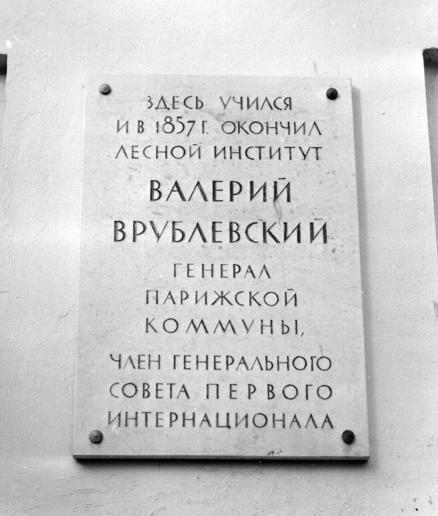 ЗДЕСЬ УЧИЛСЯ
И В 1857 Г. ОКОНЧИЛ
ЛЕСНОЙ ИНСТИТУТ
ВАЛЕРИЙ
ВРУБЛЕВСКИЙ
ГЕНЕРАЛ
ПАРИЖСКОЙ
КОММУНЫ,
ЧЛЕН ГЕНЕРАЛЬНОГО
СОВЕТА ПЕРВОГО
ИНТЕРНАЦИОНАЛА